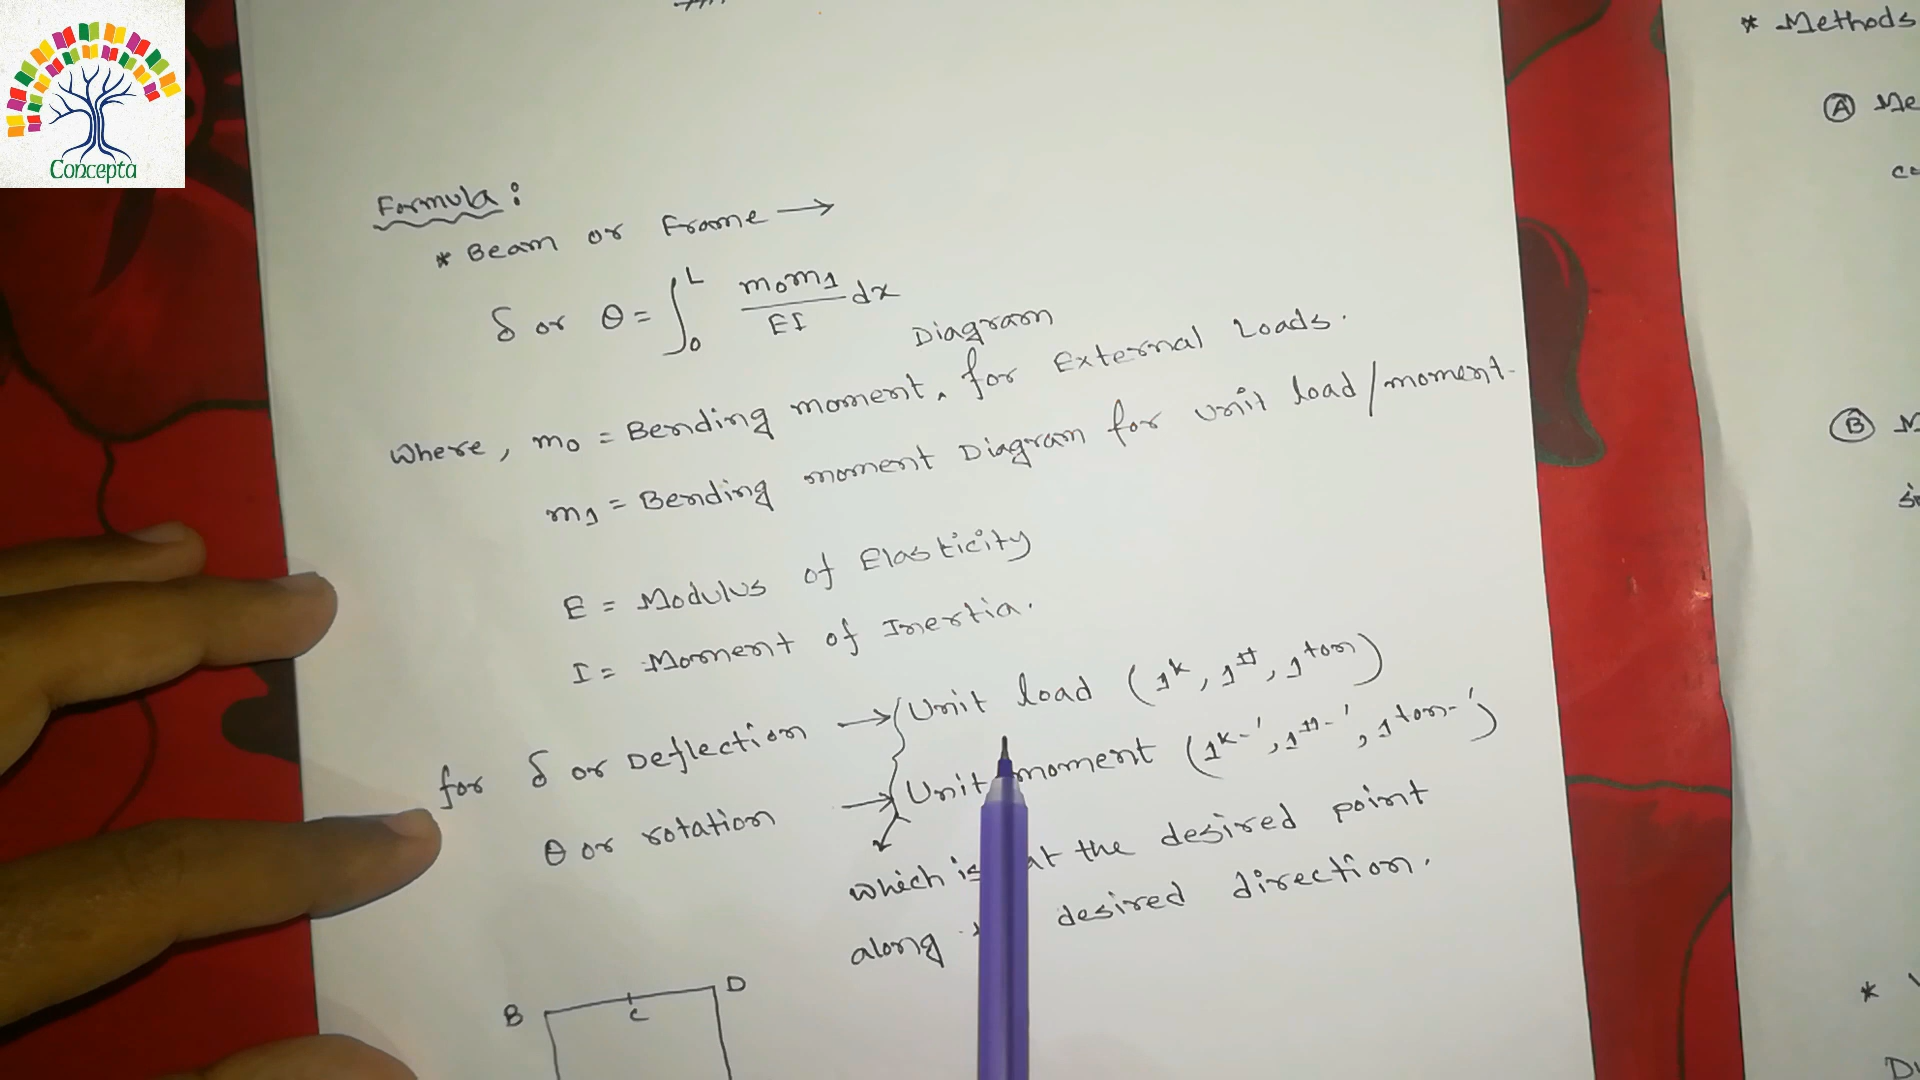 Concepta
Formula:
* Beam or Frame →
δ or θ = ∫₀ᴸ m₀m₁/EI dx
Diagram
where, m₀ = Bending moment, for External Loads.
m₁ = Bending moment Diagram for unit load/moment.
E = Modulus of Elasticity
I = Moment of Inertia.
for δ or Deflection → Unit load (1ᵏ, 1^#, 1^ton)
θ or rotation → Unit moment (1^k-', 1^#-', 1^ton-')
which is at the desired point
along desired direction.
B C D
* Methods
Ⓐ
Ⓑ
*